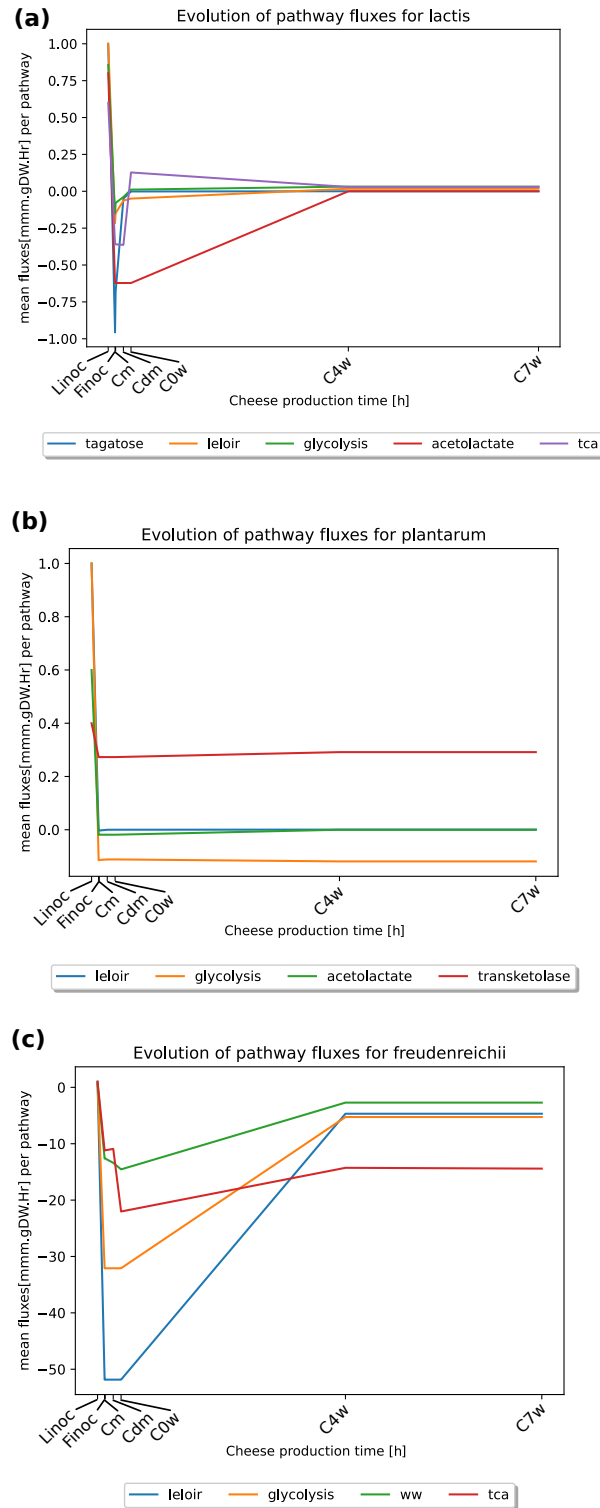 (a)
Evolution of pathway fluxes for lactis
mean fluxes[mmm.gDW.Hr] per pathway
1.00
0.75
0.50
0.25
0.00
−0.25
−0.50
−0.75
−1.00
Linoc
Finoc
Cm
Cdm
C0w
C4w
C7w
Cheese production time [h]
tagatose leloir glycolysis acetolactate tca
(b)
Evolution of pathway fluxes for plantarum
mean fluxes[mmm.gDW.Hr] per pathway
1.0
0.8
0.6
0.4
0.2
0.0
Linoc
Finoc
Cm
Cdm
C0w
C4w
C7w
Cheese production time [h]
leloir glycolysis acetolactate transketolase
(c)
Evolution of pathway fluxes for freudenreichii
mean fluxes[mmm.gDW.Hr] per pathway
0
−10
−20
−30
−40
−50
Linoc
Finoc
Cm
Cdm
C0w
C4w
C7w
Cheese production time [h]
leloir glycolysis ww tca